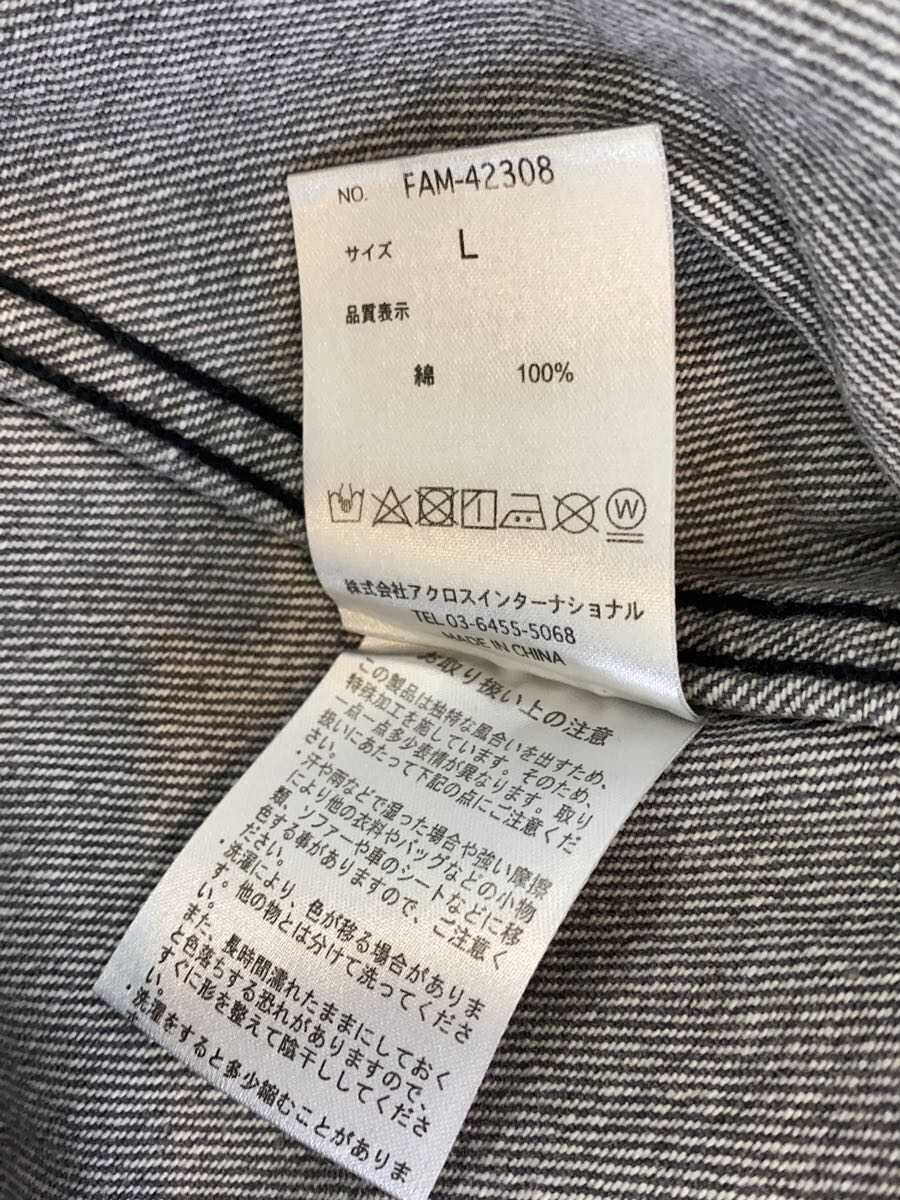 NO. FAM-42308
サイズ L
品質表示
綿 100%
W
株式会社アクロスインターナショナル
TEL 03-6455-5068
MADE IN CHINA
お取り扱い上の注意
この製品は独特な風合いを出すため、
特殊加工を施しています。そのため、
一点一点多少表情が異なります。取り
扱いにあたって下記の点にご注意くだ
さい。
・汗や雨などで湿った場合や強い摩擦
により他の衣料やバッグなどの小物
類、ソファーや車のシートなどに移
色する事がありますので、ご注意く
ださい。
・洗濯により、色が移る場合がありま
す。他の物とは分けて洗ってくださ
い。
また、長時間濡れたままにしておく
と色落ちする恐れがありますので、
すぐに形を整えて陰干ししてくださ
い。
・洗濯をすると多少縮むことがありま